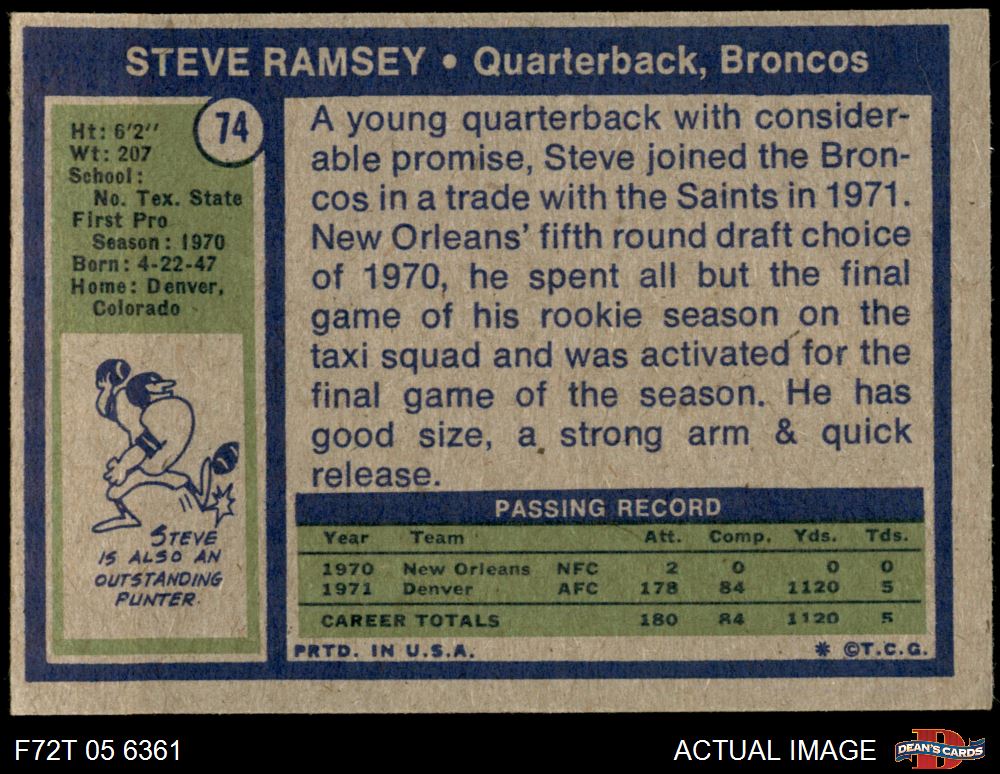 STEVE RAMSEY • Quarterback, Broncos
74
Ht: 6'2''
Wt: 207
School:
No. Tex. State
First Pro
Season: 1970
Born: 4-22-47
Home: Denver,
Colorado
STEVE
IS ALSO AN
OUTSTANDING
PUNTER.
A young quarterback with consider-
able promise, Steve joined the Bron-
cos in a trade with the Saints in 1971.
New Orleans' fifth round draft choice
of 1970, he spent all but the final
game of his rookie season on the
taxi squad and was activated for the
final game of the season. He has
good size, a strong arm & quick
release.
PASSING RECORD
Year Team Att. Comp. Yds. Tds.
1970 New Orleans NFC 2 0 0 0
1971 Denver AFC 178 84 1120 5
CAREER TOTALS 180 84 1120 5
PRTD. IN U.S.A. * ©T.C.G.
F72T 05 6361 ACTUAL IMAGE DEAN'S CARDS